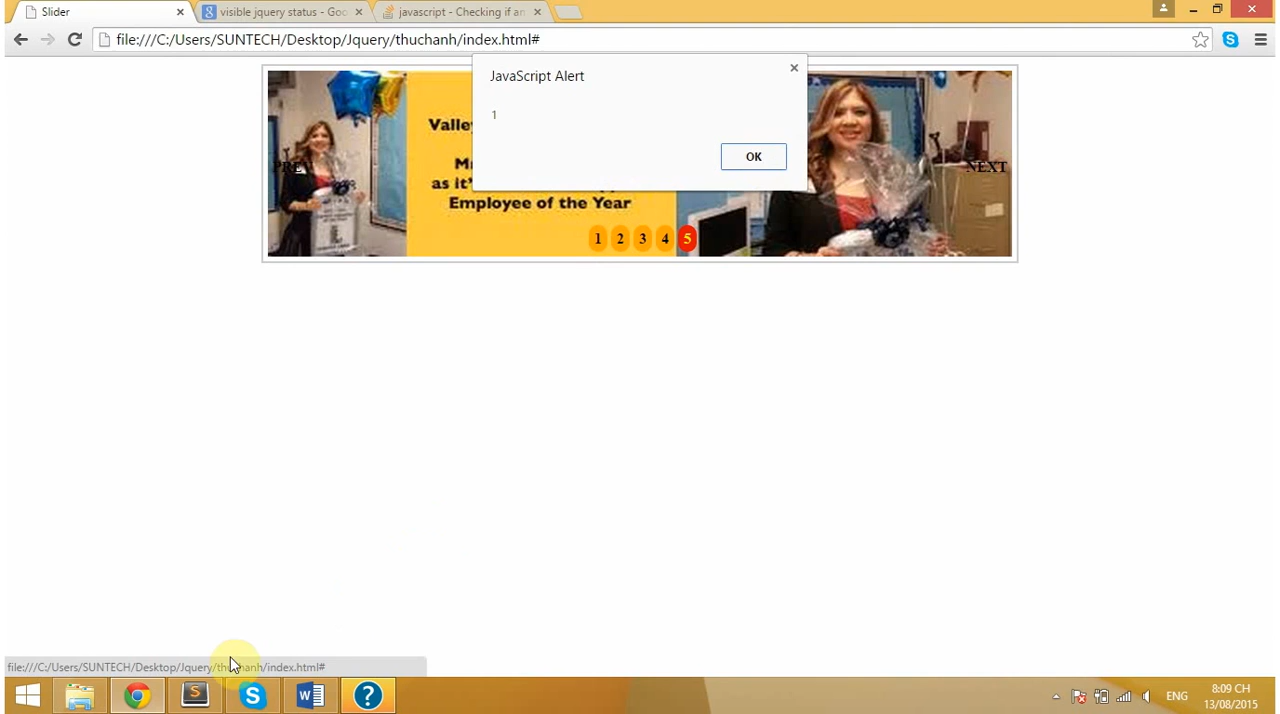 Slider
visible jquery status - Goo
javascript - Checking if an
file:///C:/Users/SUNTECH/Desktop/Jquery/thuchanh/index.html#
JavaScript Alert
1
OK
Valley
PREV
NEXT
as it'
Employee of the Year
1 2 3 4 5
file:///C:/Users/SUNTECH/Desktop/Jquery/thuchanh/index.html#
ENG
8:09 CH
13/08/2015